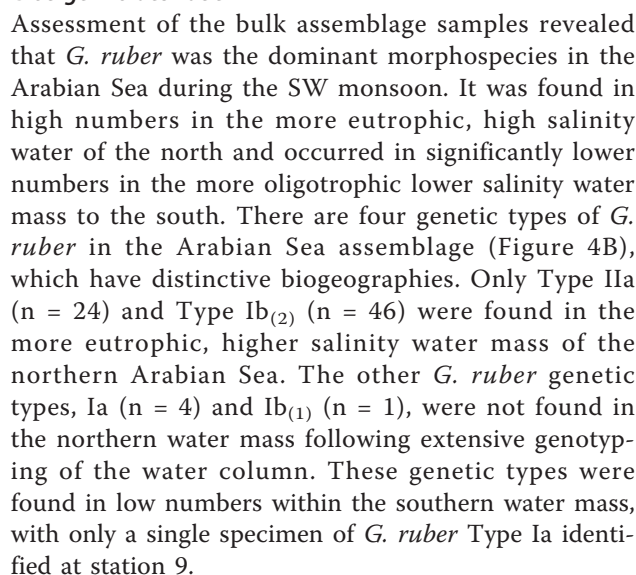 Assessment of the bulk assemblage samples revealed
that G. ruber was the dominant morphospecies in the
Arabian Sea during the SW monsoon. It was found in
high numbers in the more eutrophic, high salinity
water of the north and occurred in significantly lower
numbers in the more oligotrophic lower salinity water
mass to the south. There are four genetic types of G.
ruber in the Arabian Sea assemblage (Figure 4B),
which have distinctive biogeographies. Only Type IIa
(n = 24) and Type Ib(2) (n = 46) were found in the
more eutrophic, higher salinity water mass of the
northern Arabian Sea. The other G. ruber genetic
types, Ia (n = 4) and Ib(1) (n = 1), were not found in
the northern water mass following extensive genotyp-
ing of the water column. These genetic types were
found in low numbers within the southern water mass,
with only a single specimen of G. ruber Type Ia identi-
fied at station 9.